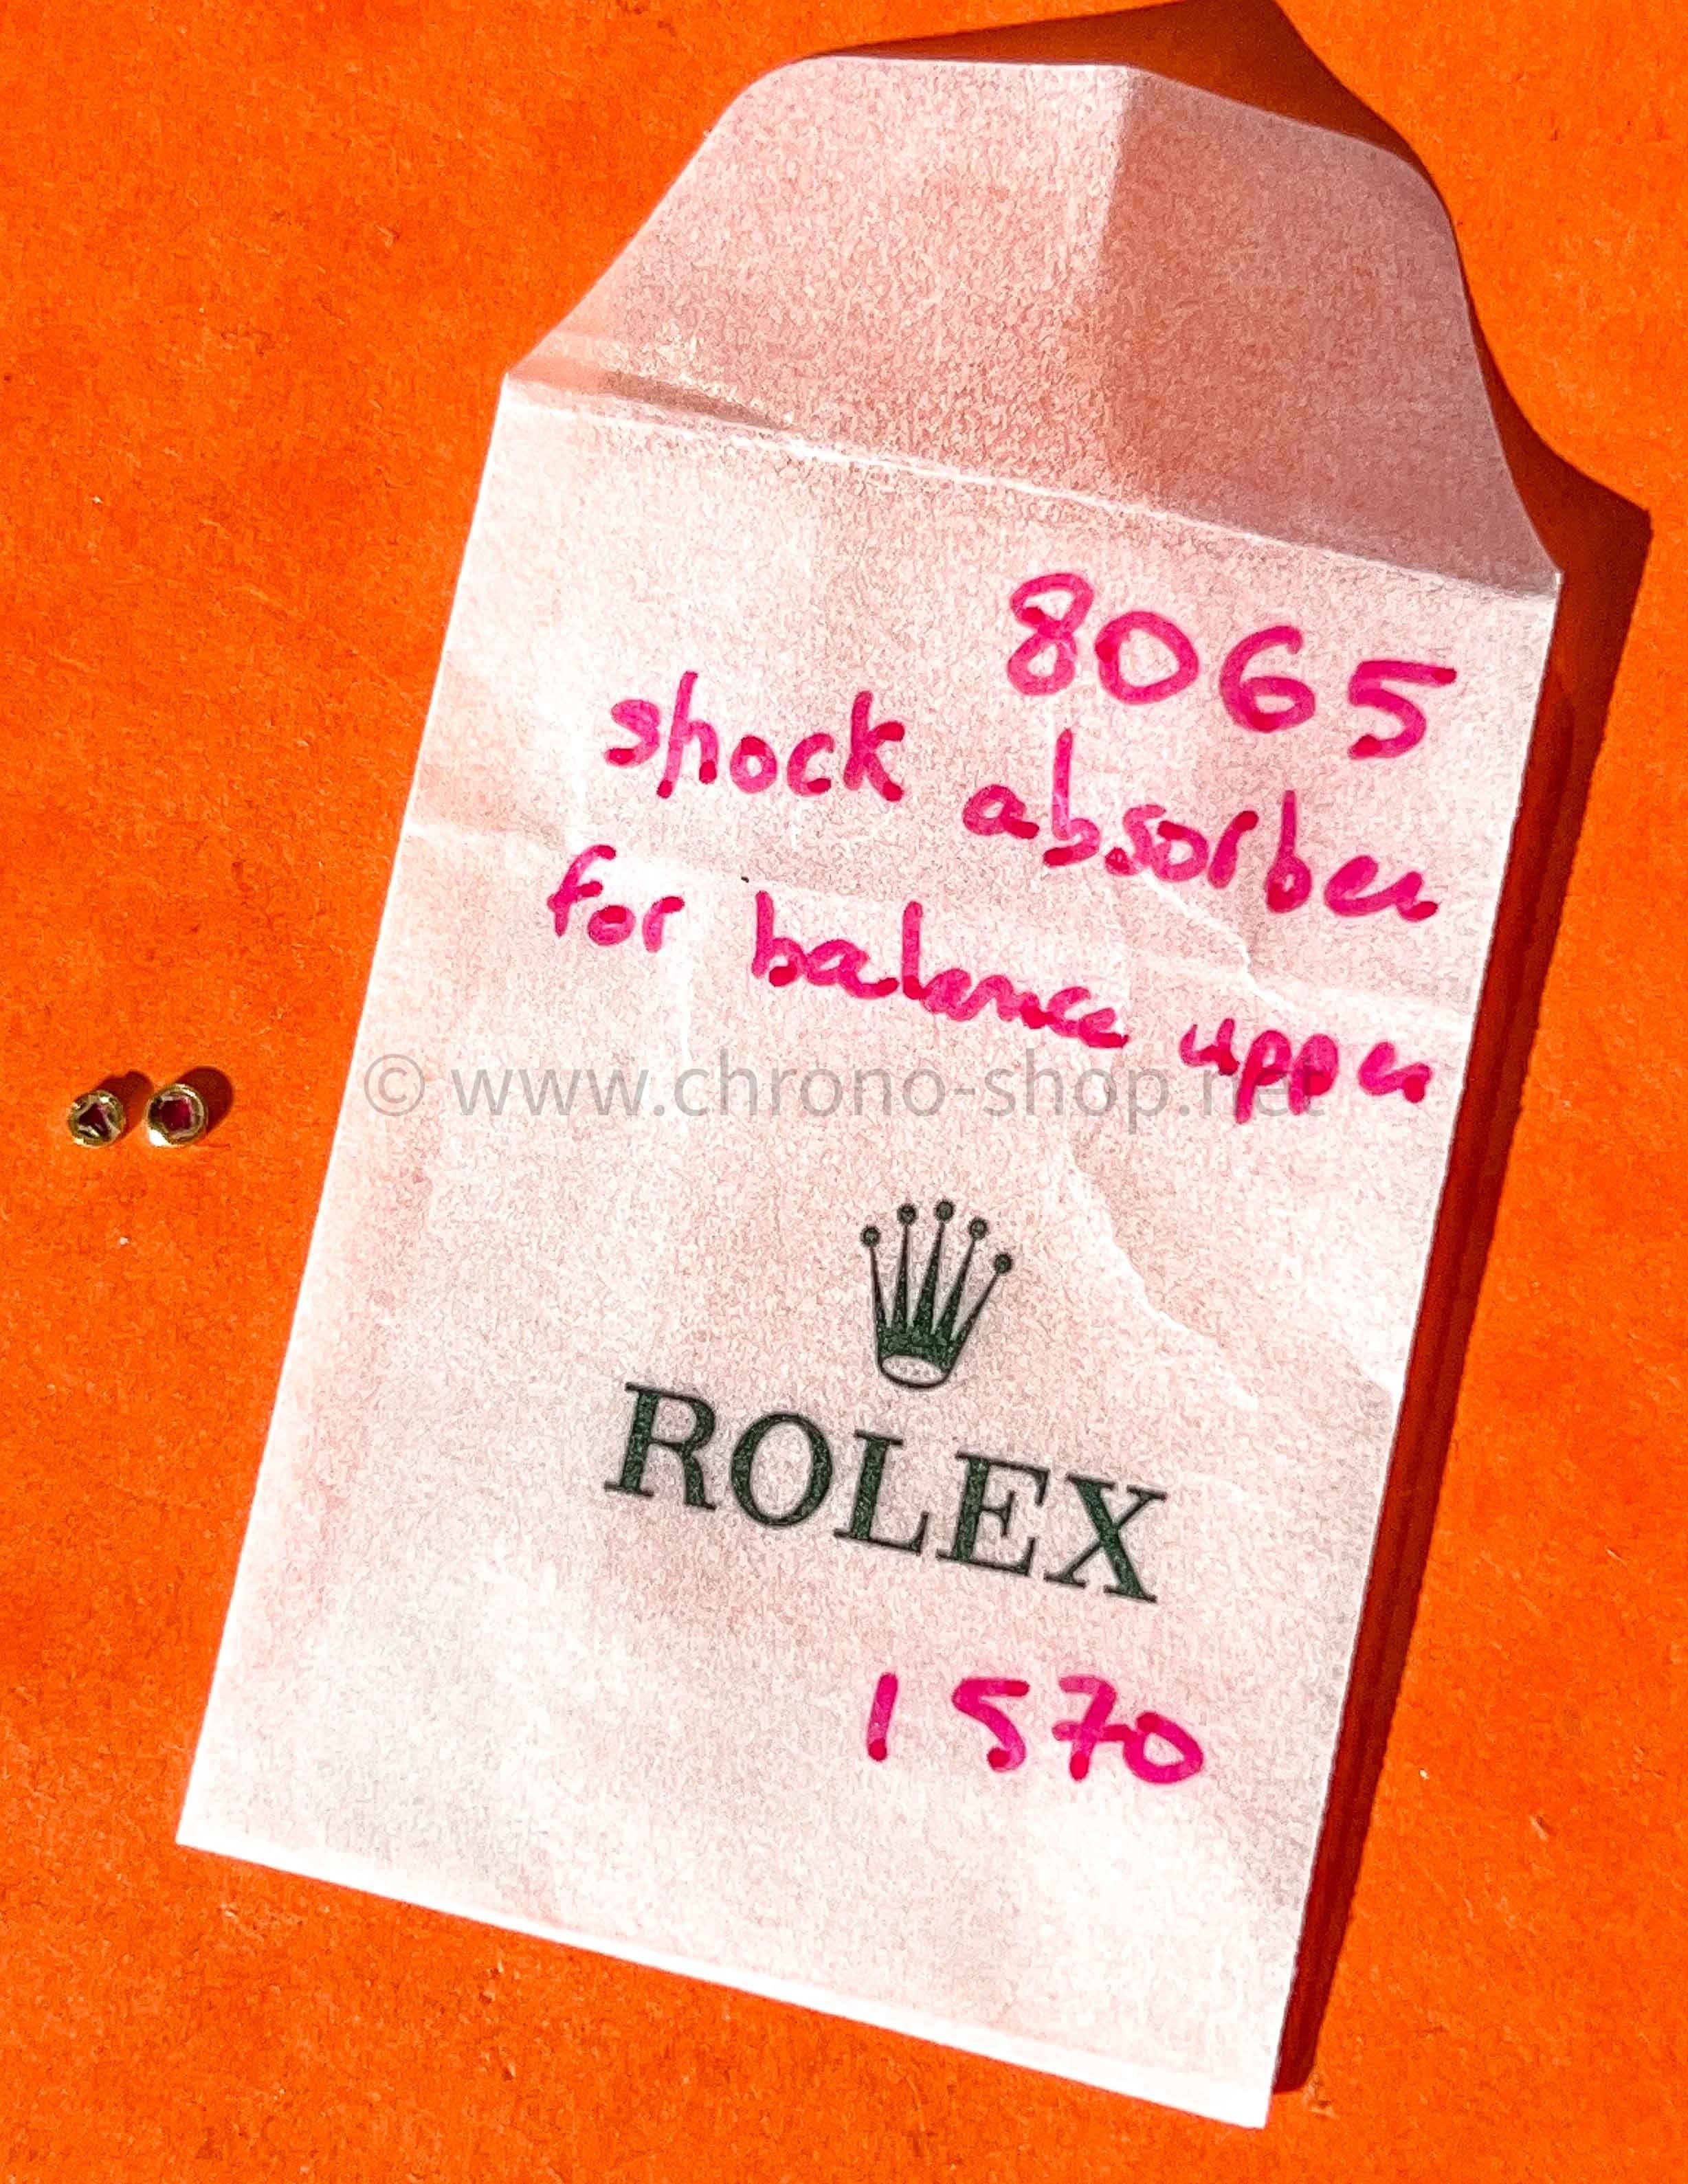 8065
shock absorber
for balance upper
© www.chrono-shop.net
ROLEX
1570